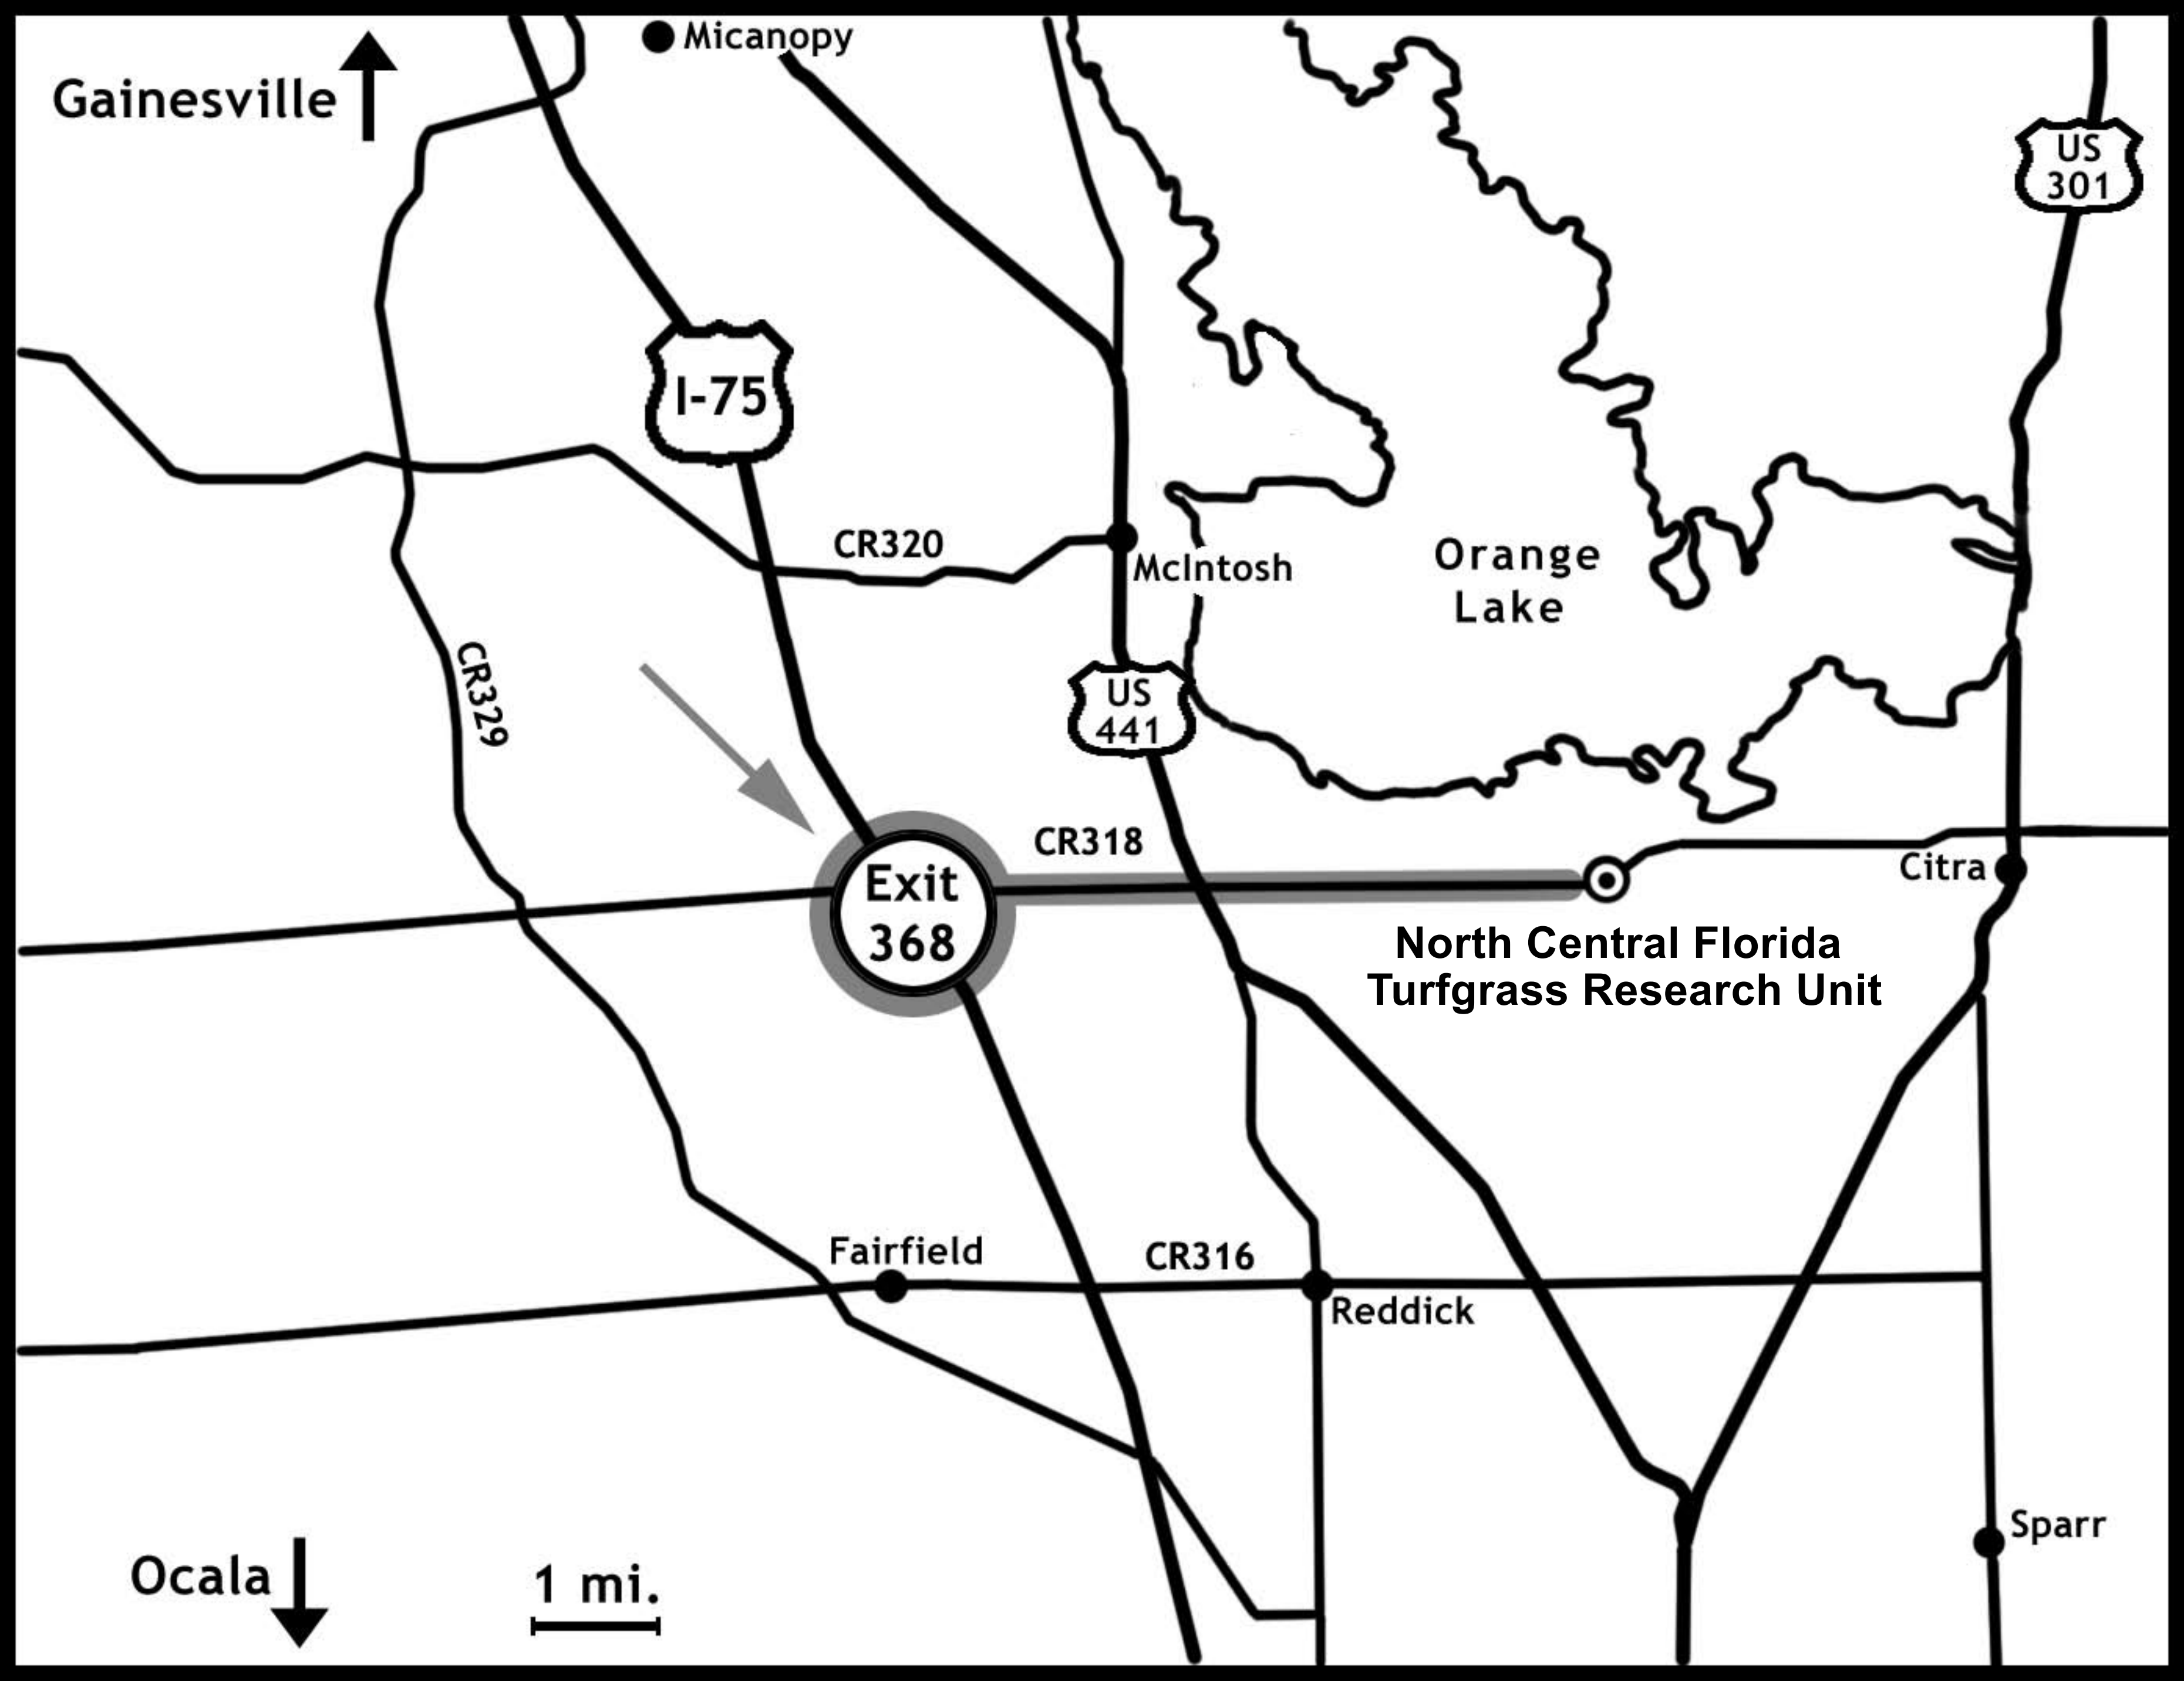 Micanopy
Gainesville
US
301
I-75
CR320
McIntosh
Orange
Lake
CR329
US
441
CR318
Exit
368
Citra
North Central Florida
Turfgrass Research Unit
Fairfield
CR316
Reddick
Sparr
Ocala
1 mi.